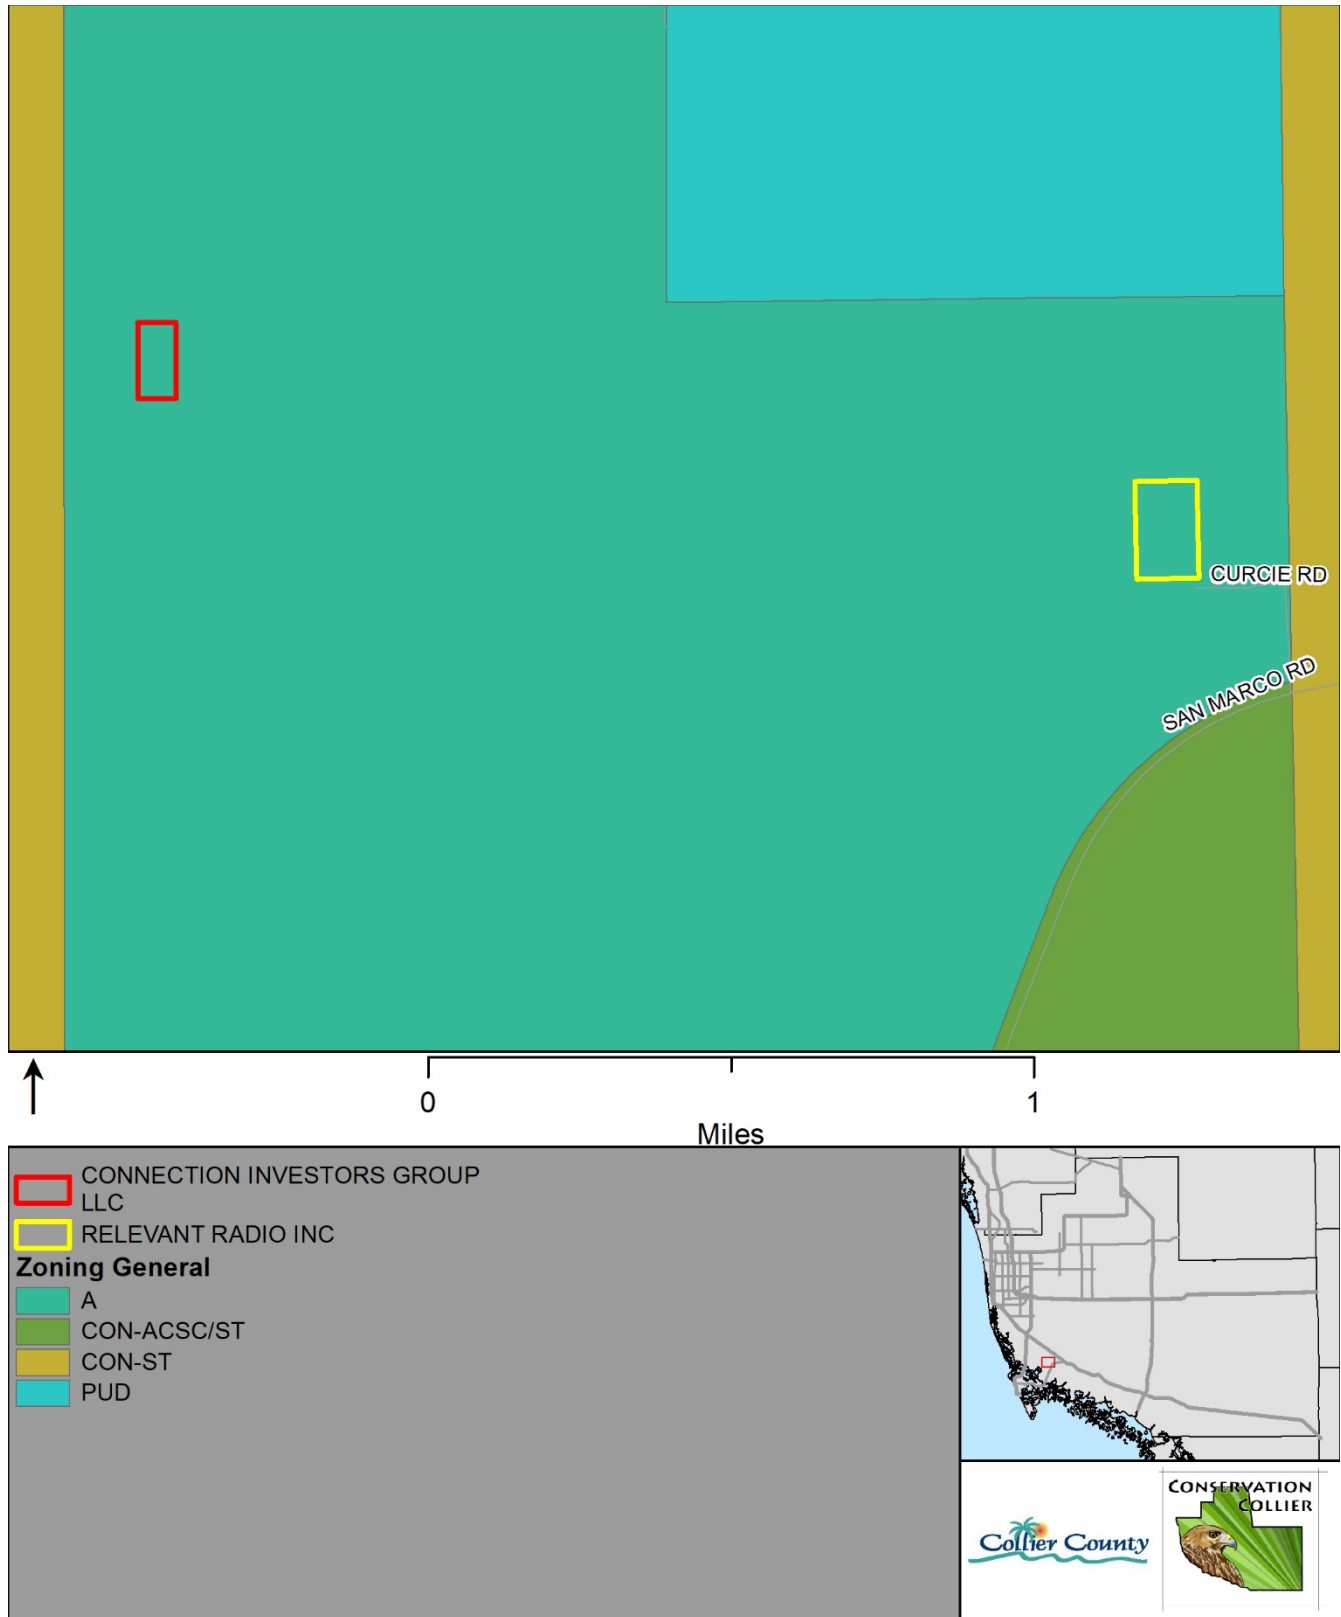 CURCIE RD
SAN MARCO RD
0
1
Miles
CONNECTION INVESTORS GROUP
LLC
RELEVANT RADIO INC
Zoning General
A
CON-ACSC/ST
CON-ST
PUD
Collier County
CONSERVATION
COLLIER